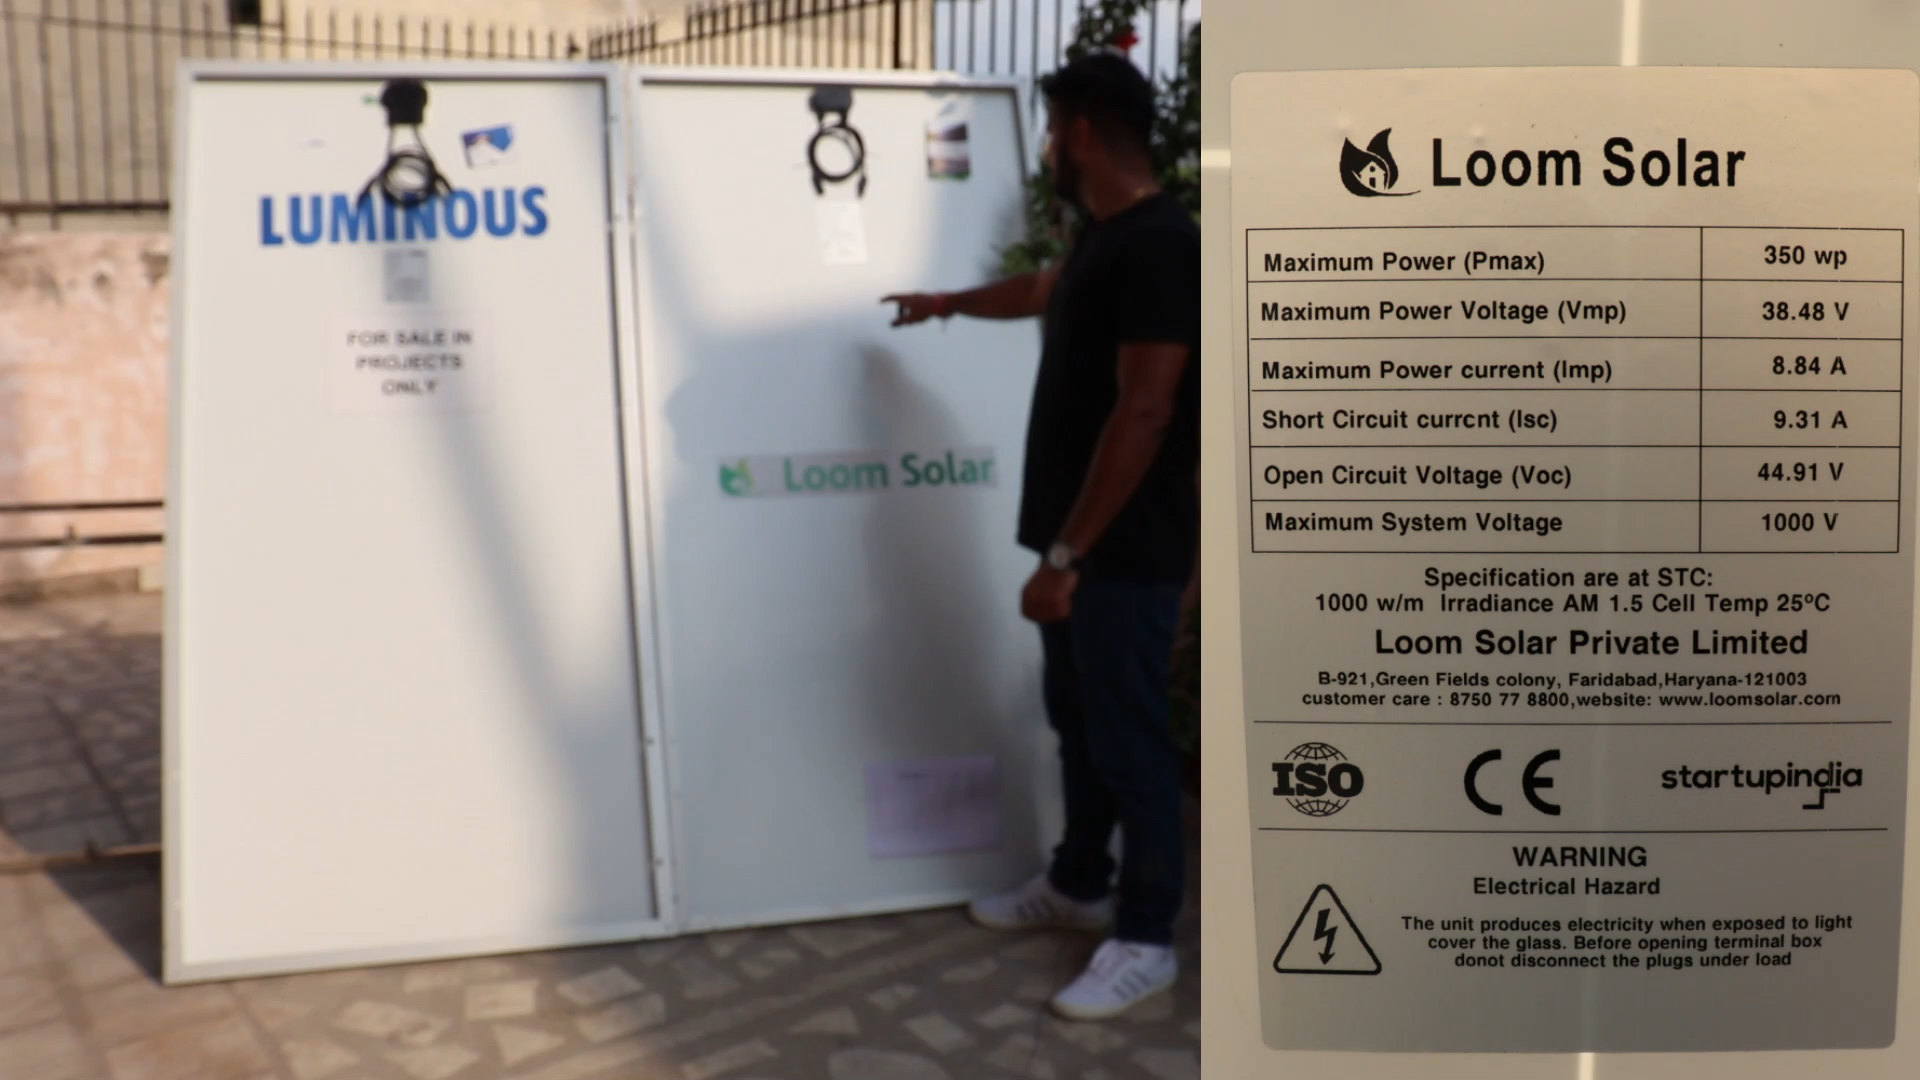 LUMINOUS
FOR SALE IN
PROJECTS
ONLY
Loom Solar
Loom Solar
Maximum Power (Pmax) 350 wp
Maximum Power Voltage (Vmp) 38.48 V
Maximum Power current (Imp) 8.84 A
Short Circuit currcnt (Isc) 9.31 A
Open Circuit Voltage (Voc) 44.91 V
Maximum System Voltage 1000 V
Specification are at STC:
1000 w/m Irradiance AM 1.5 Cell Temp 25ºC
Loom Solar Private Limited
B-921,Green Fields colony, Faridabad,Haryana-121003
customer care : 8750 77 8800,website: www.loomsolar.com
ISO CE startupindia
WARNING
Electrical Hazard
The unit produces electricity when exposed to light
cover the glass. Before opening terminal box
donot disconnect the plugs under load